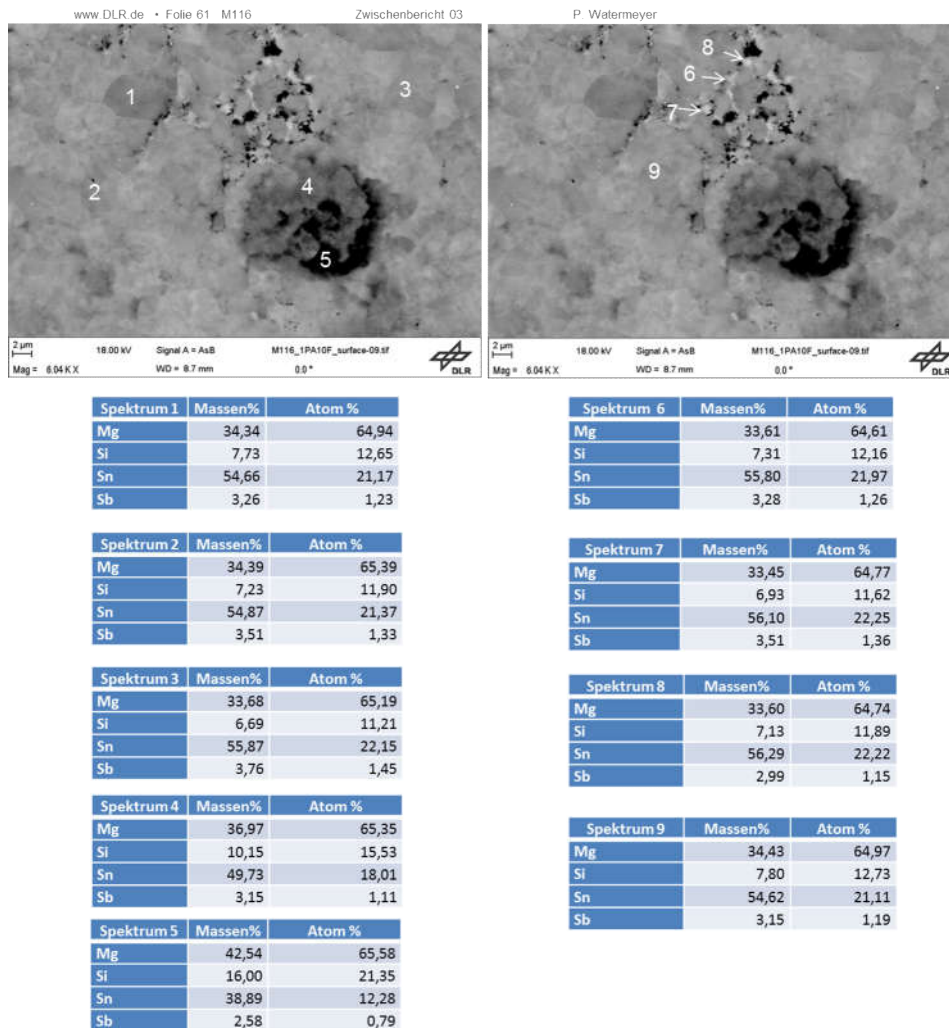 www.DLR.de • Folie 61 M116 Zwischenbericht 03 P. Watermeyer
1
2
3
4
5
2 µm
18.00 kV Signal A = AsB M116_1PA10F_surface-09.tif
Mag = 6.04 K X WD = 8.7 mm 0.0 ° DLR
8
6
7
9
2 µm
18.00 kV Signal A = AsB M116_1PA10F_surface-09.tif
Mag = 6.04 K X WD = 8.7 mm 0.0 ° DLR
Spektrum 1 Massen% Atom %
Mg 34,34 64,94
Si 7,73 12,65
Sn 54,66 21,17
Sb 3,26 1,23
Spektrum 2 Massen% Atom %
Mg 34,39 65,39
Si 7,23 11,90
Sn 54,87 21,37
Sb 3,51 1,33
Spektrum 3 Massen% Atom %
Mg 33,68 65,19
Si 6,69 11,21
Sn 55,87 22,15
Sb 3,76 1,45
Spektrum 4 Massen% Atom %
Mg 36,97 65,35
Si 10,15 15,53
Sn 49,73 18,01
Sb 3,15 1,11
Spektrum 5 Massen% Atom %
Mg 42,54 65,58
Si 16,00 21,35
Sn 38,89 12,28
Sb 2,58 0,79
Spektrum 6 Massen% Atom %
Mg 33,61 64,61
Si 7,31 12,16
Sn 55,80 21,97
Sb 3,28 1,26
Spektrum 7 Massen% Atom %
Mg 33,45 64,77
Si 6,93 11,62
Sn 56,10 22,25
Sb 3,51 1,36
Spektrum 8 Massen% Atom %
Mg 33,60 64,74
Si 7,13 11,89
Sn 56,29 22,22
Sb 2,99 1,15
Spektrum 9 Massen% Atom %
Mg 34,43 64,97
Si 7,80 12,73
Sn 54,62 21,11
Sb 3,15 1,19